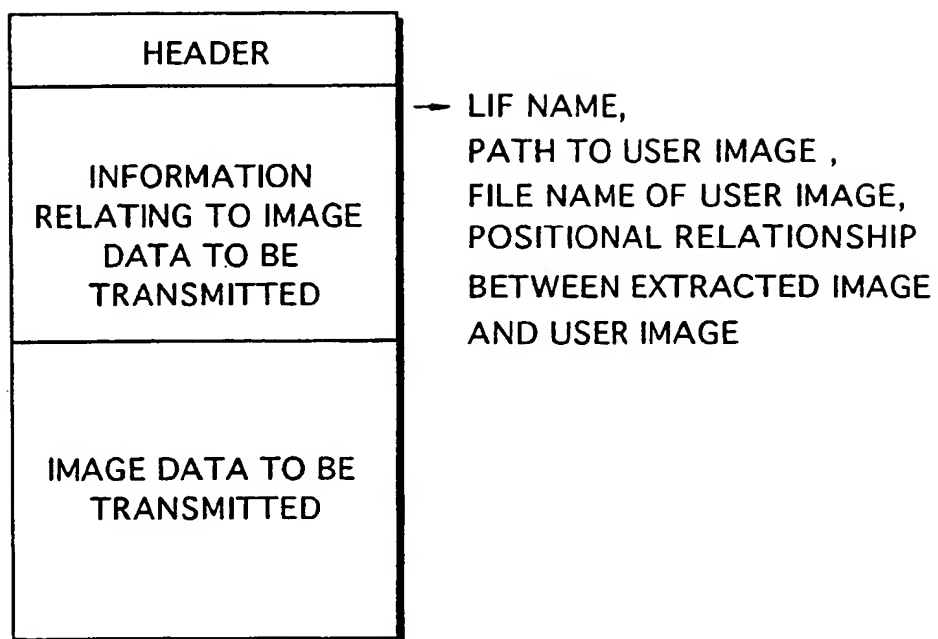 HEADER
INFORMATION
RELATING TO IMAGE
DATA TO BE
TRANSMITTED
IMAGE DATA TO BE
TRANSMITTED
LIF NAME,
PATH TO USER IMAGE ,
FILE NAME OF USER IMAGE,
POSITIONAL RELATIONSHIP
BETWEEN EXTRACTED IMAGE
AND USER IMAGE